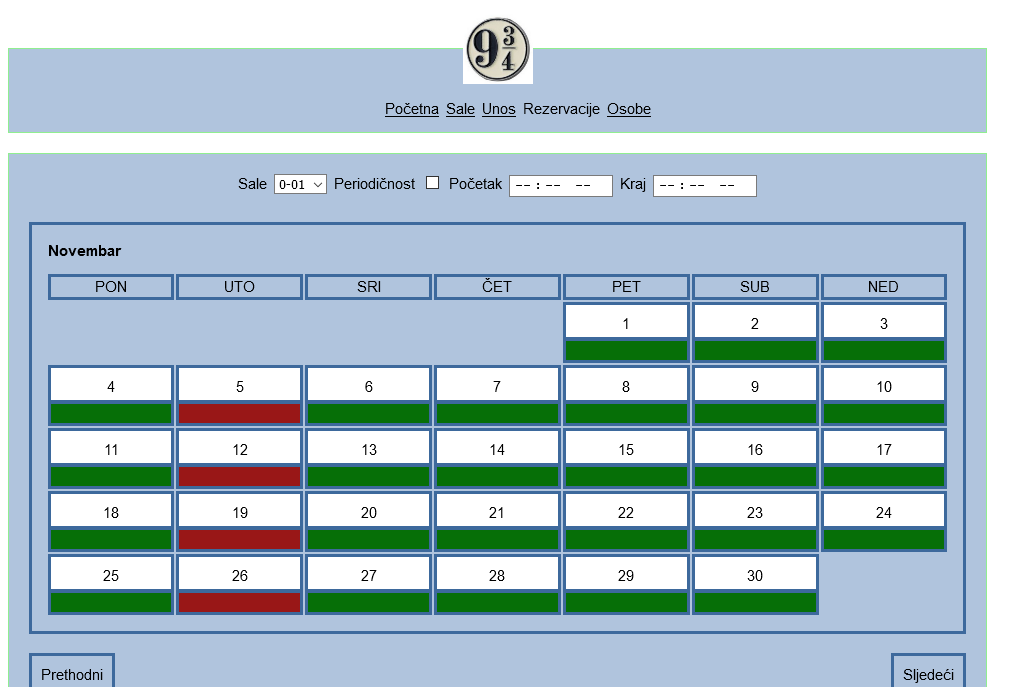 9 3/4
Početna Sale Unos Rezervacije Osobe
Sale 0-01 Periodičnost Početak --:-- -- Kraj --:-- --
Novembar
PON UTO SRI ČET PET SUB NED
1 2 3
4 5 6 7 8 9 10
11 12 13 14 15 16 17
18 19 20 21 22 23 24
25 26 27 28 29 30
Prethodni Sljedeći